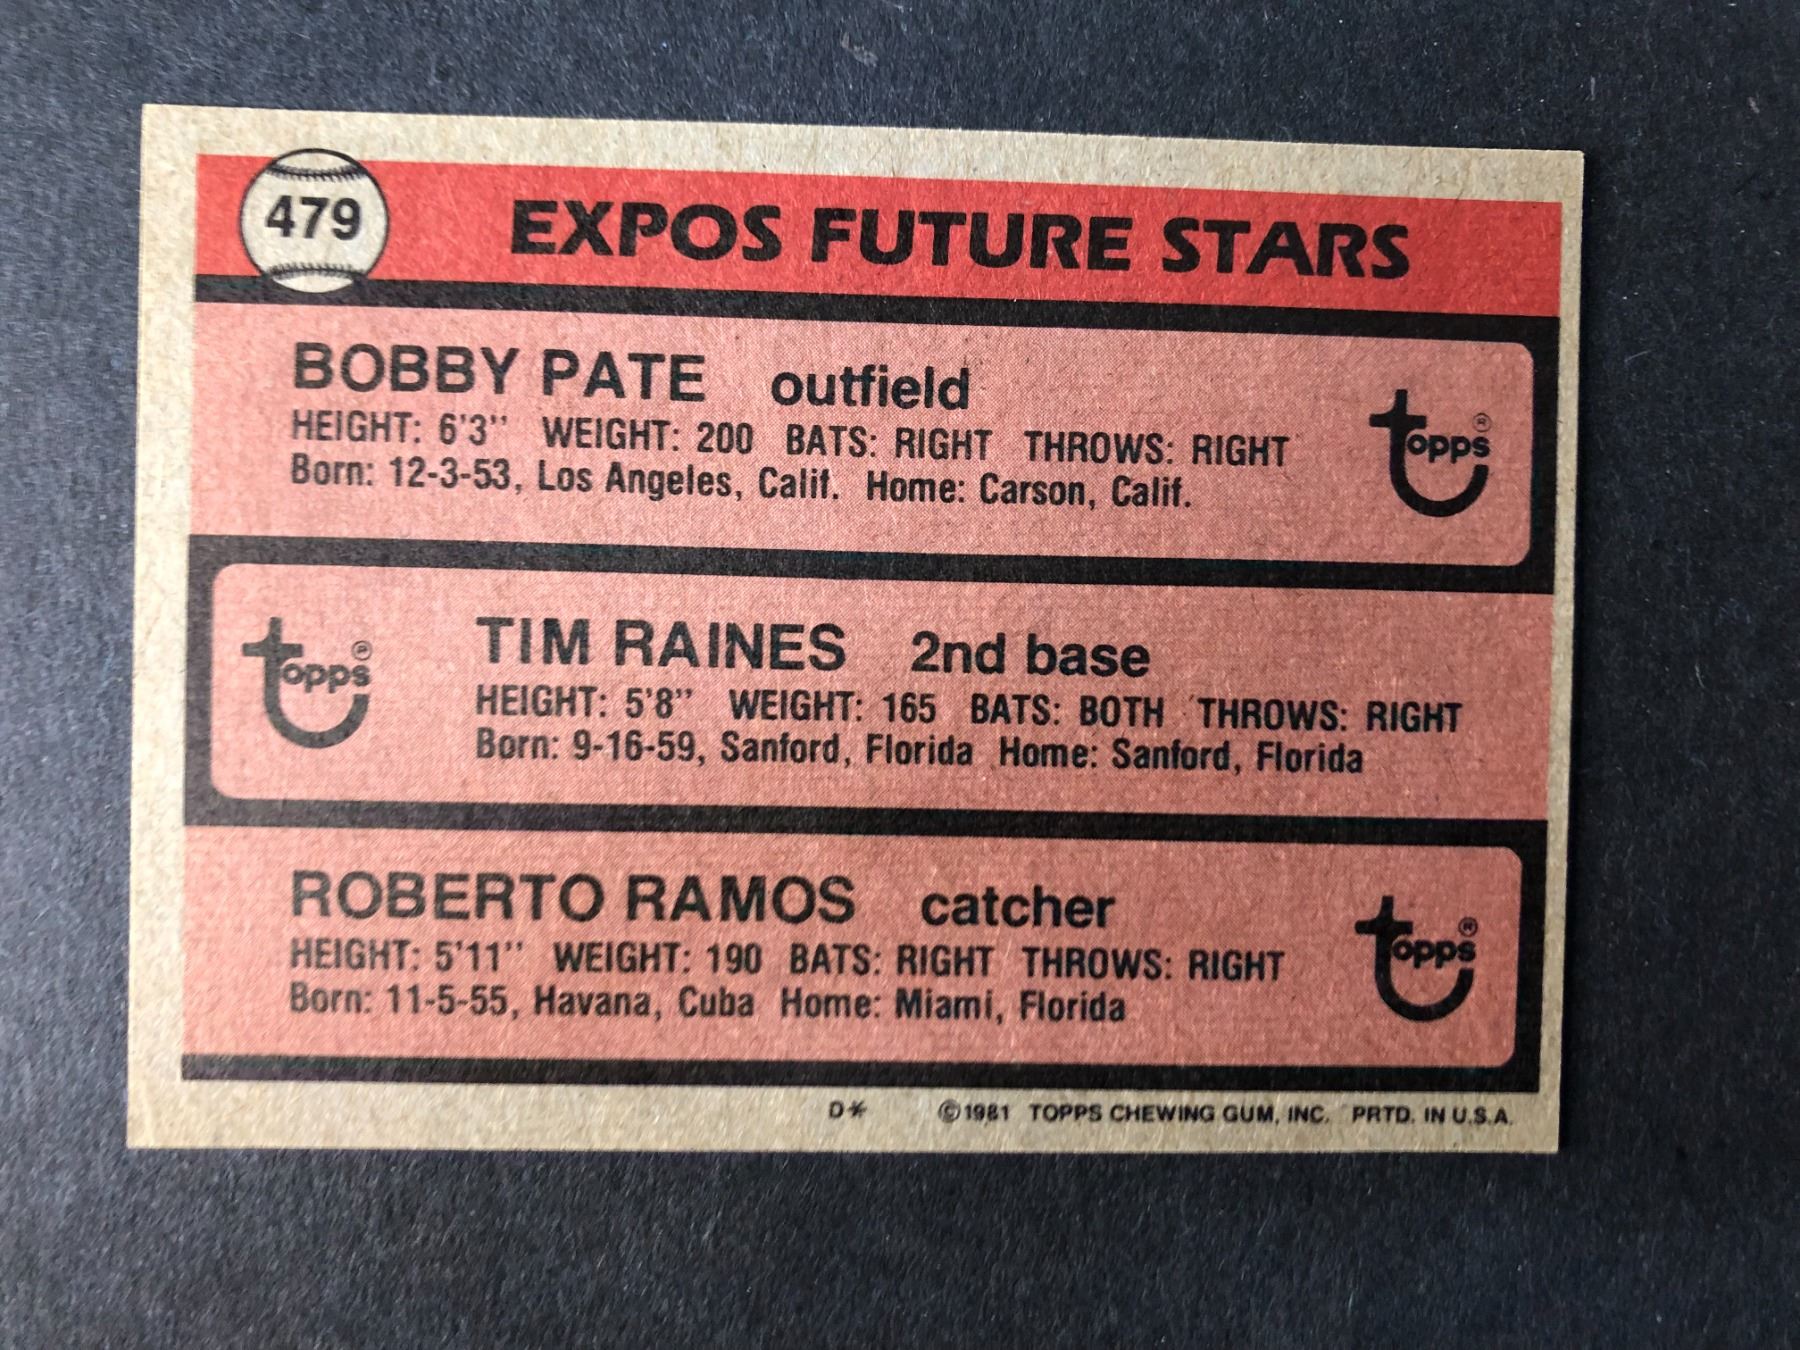 479
EXPOS FUTURE STARS
BOBBY PATE outfield
HEIGHT: 6'3" WEIGHT: 200 BATS: RIGHT THROWS: RIGHT
Born: 12-3-53, Los Angeles, Calif. Home: Carson, Calif.
topps®
topps®
TIM RAINES 2nd base
HEIGHT: 5'8" WEIGHT: 165 BATS: BOTH THROWS: RIGHT
Born: 9-16-59, Sanford, Florida Home: Sanford, Florida
ROBERTO RAMOS catcher
HEIGHT: 5'11" WEIGHT: 190 BATS: RIGHT THROWS: RIGHT
Born: 11-5-55, Havana, Cuba Home: Miami, Florida
topps®
D* ©1981 TOPPS CHEWING GUM, INC. PRTD. IN U.S.A.